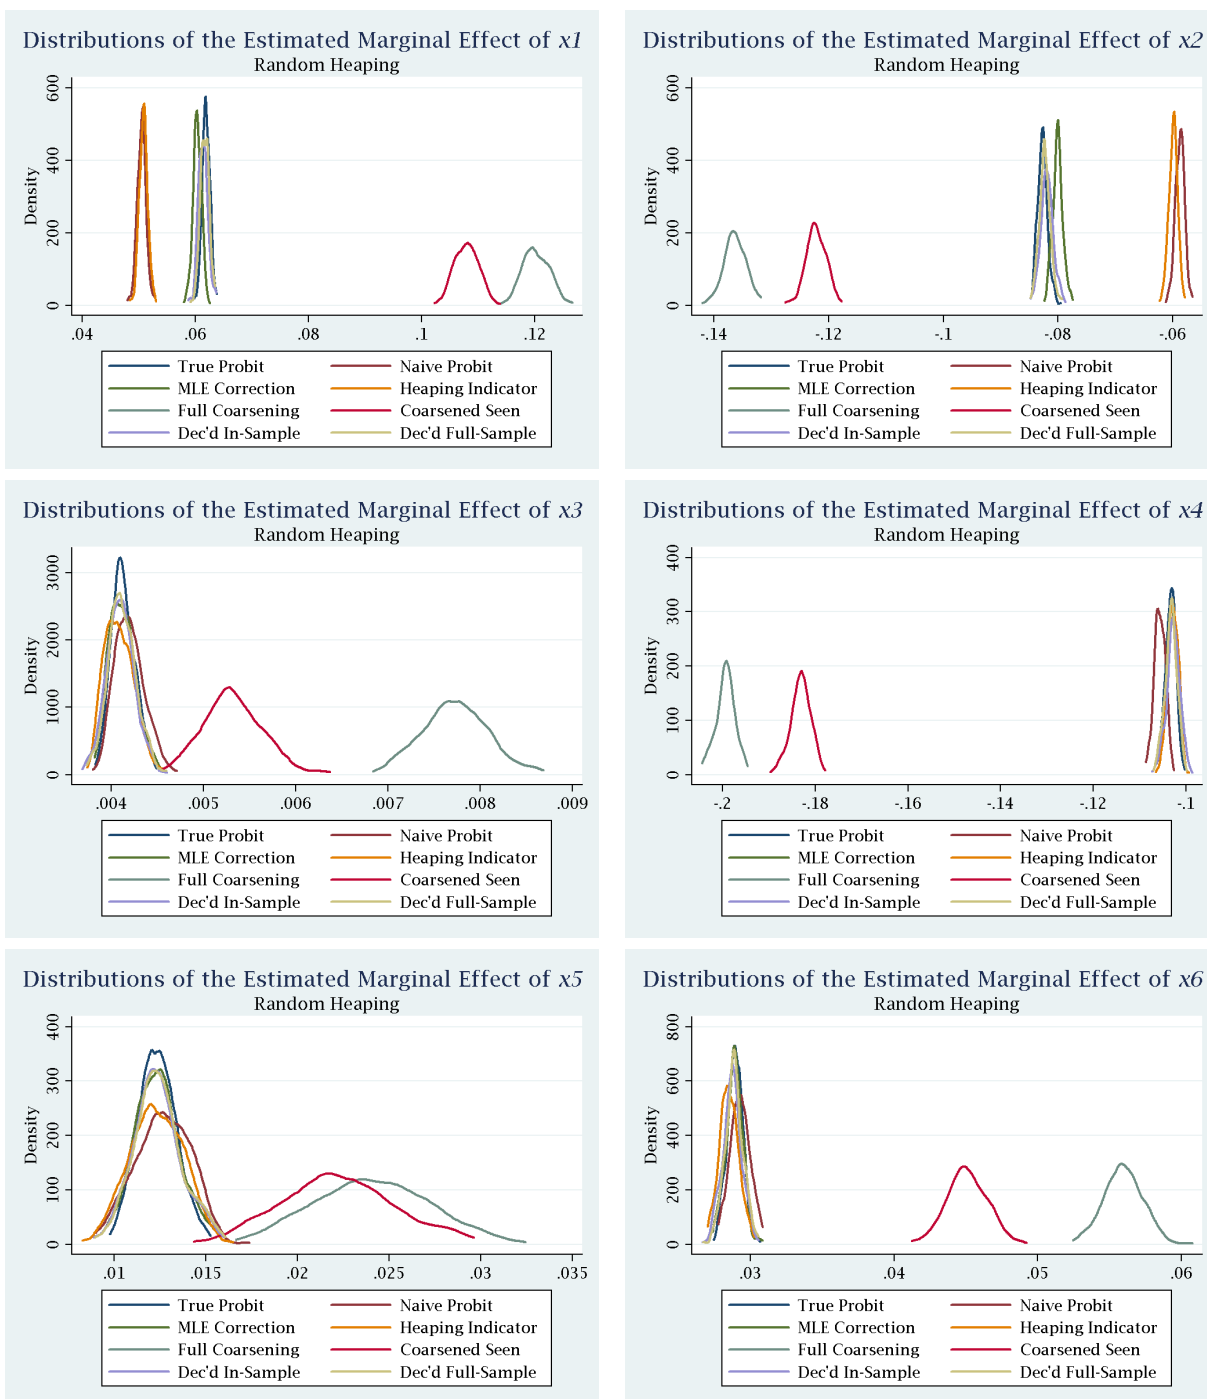 Distributions of the Estimated Marginal Effect of x1
Random Heaping
Density
0 200 400 600
.04 .06 .08 .1 .12
True Probit Naive Probit
MLE Correction Heaping Indicator
Full Coarsening Coarsened Seen
Dec'd In-Sample Dec'd Full-Sample
Distributions of the Estimated Marginal Effect of x2
Random Heaping
Density
0 200 400 600
-.14 -.12 -.1 -.08 -.06
True Probit Naive Probit
MLE Correction Heaping Indicator
Full Coarsening Coarsened Seen
Dec'd In-Sample Dec'd Full-Sample
Distributions of the Estimated Marginal Effect of x3
Random Heaping
Density
0 1000 2000 3000
.004 .005 .006 .007 .008 .009
True Probit Naive Probit
MLE Correction Heaping Indicator
Full Coarsening Coarsened Seen
Dec'd In-Sample Dec'd Full-Sample
Distributions of the Estimated Marginal Effect of x4
Random Heaping
Density
0 100 200 300 400
-.2 -.18 -.16 -.14 -.12 -.1
True Probit Naive Probit
MLE Correction Heaping Indicator
Full Coarsening Coarsened Seen
Dec'd In-Sample Dec'd Full-Sample
Distributions of the Estimated Marginal Effect of x5
Random Heaping
Density
0 100 200 300 400
.01 .015 .02 .025 .03 .035
True Probit Naive Probit
MLE Correction Heaping Indicator
Full Coarsening Coarsened Seen
Dec'd In-Sample Dec'd Full-Sample
Distributions of the Estimated Marginal Effect of x6
Random Heaping
Density
0 200 400 600 800
.03 .04 .05 .06
True Probit Naive Probit
MLE Correction Heaping Indicator
Full Coarsening Coarsened Seen
Dec'd In-Sample Dec'd Full-Sample